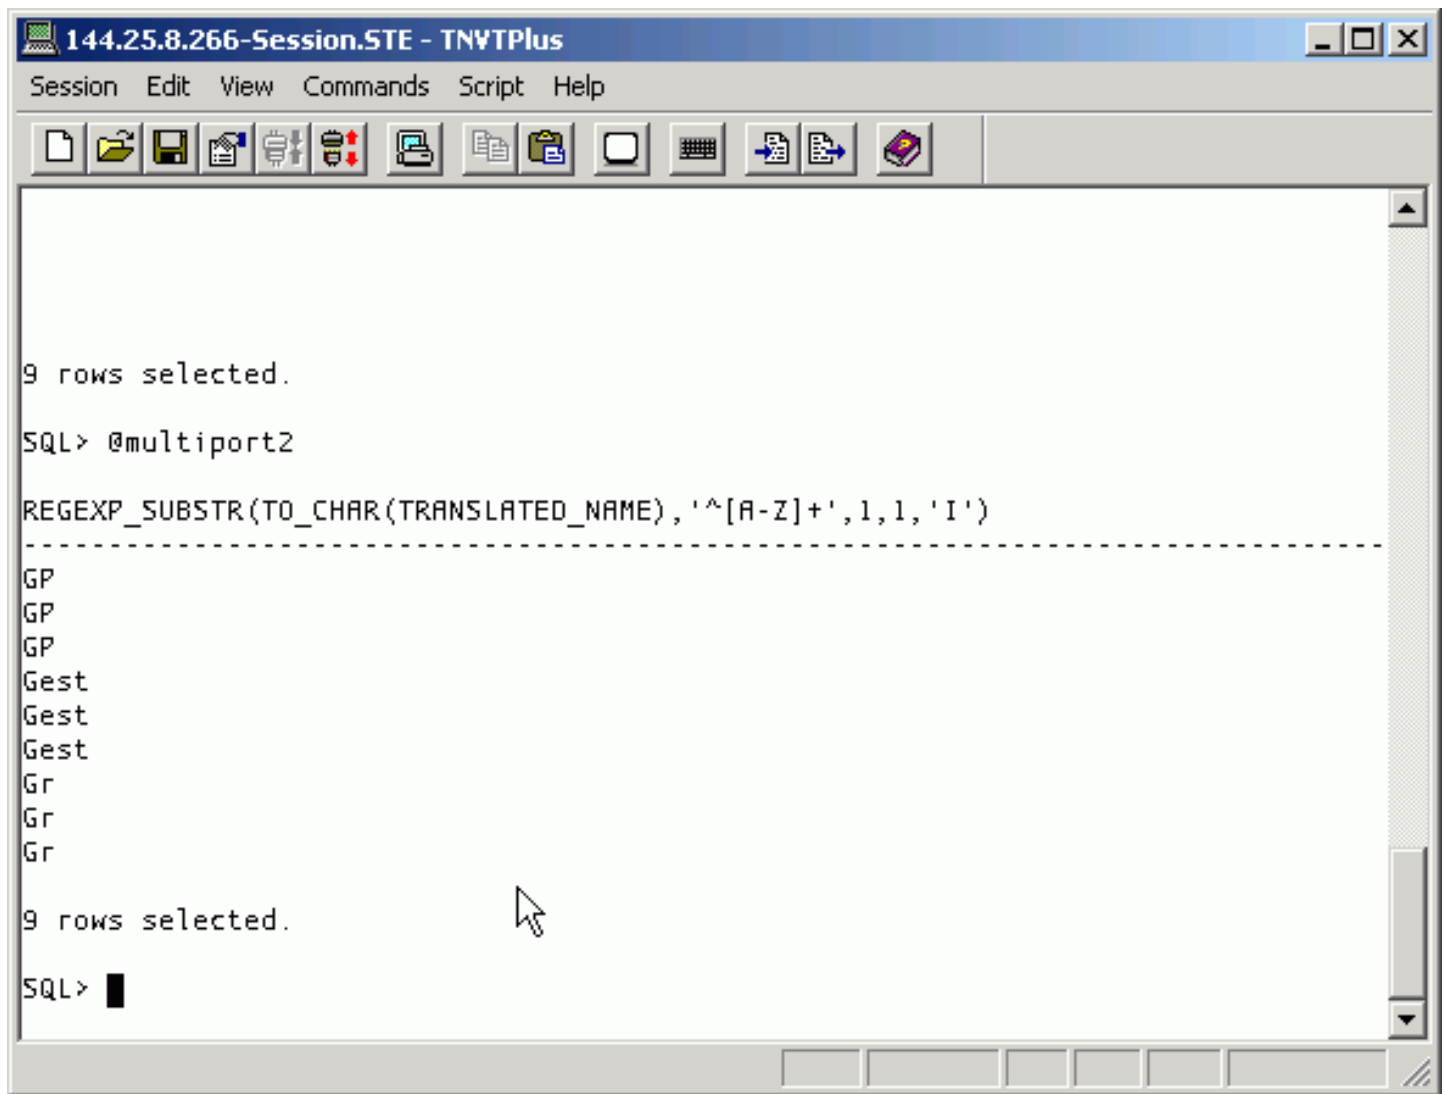 144.25.8.266-Session.STE - TNVTPlus
Session Edit View Commands Script Help
9 rows selected.
SQL> @multiport2
REGEXP_SUBSTR(TO_CHAR(TRANSLATED_NAME),'^[A-Z]+',1,1,'I')
--------------------------------------------------------------------------------
GP
GP
GP
Gest
Gest
Gest
Gr
Gr
Gr
9 rows selected.
SQL>